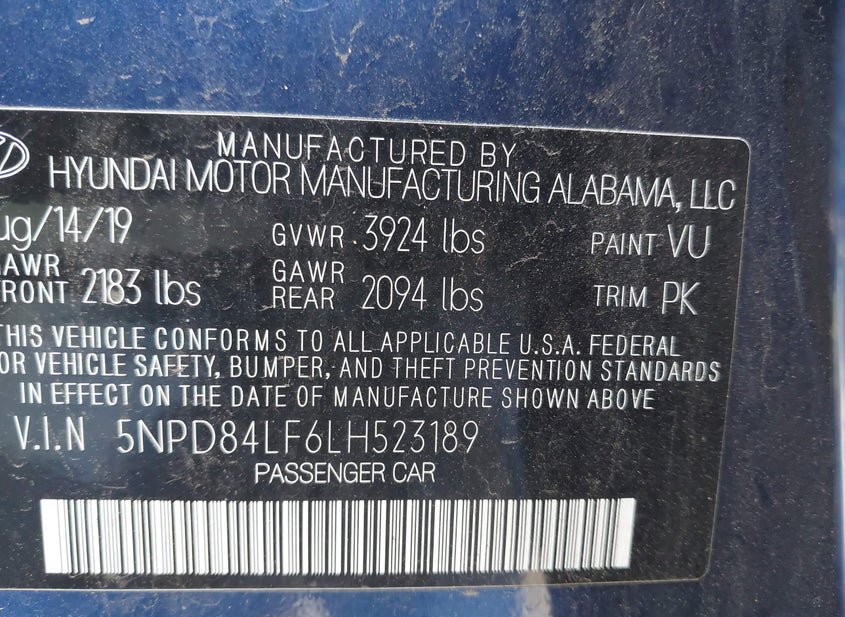 MANUFACTURED BY
HYUNDAI MOTOR MANUFACTURING ALABAMA, LLC
ug/14/19 GVWR 3924 lbs PAINT VU
AWR FRONT 2183 lbs GAWR REAR 2094 lbs TRIM PK
THIS VEHICLE CONFORMS TO ALL APPLICABLE U.S.A. FEDERAL
OR VEHICLE SAFETY, BUMPER, AND THEFT PREVENTION STANDARDS
IN EFFECT ON THE DATE OF MANUFACTURE SHOWN ABOVE
V.I.N 5NPD84LF6LH523189
PASSENGER CAR